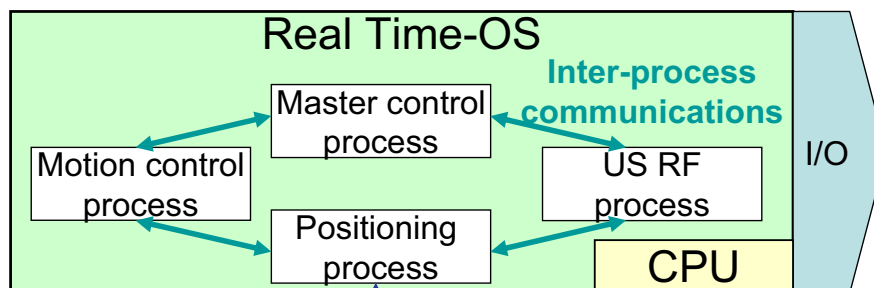 Real Time-OS
Inter-process
communications
Master control
process
I/O
Motion control
process
US RF
process
Positioning
process
CPU